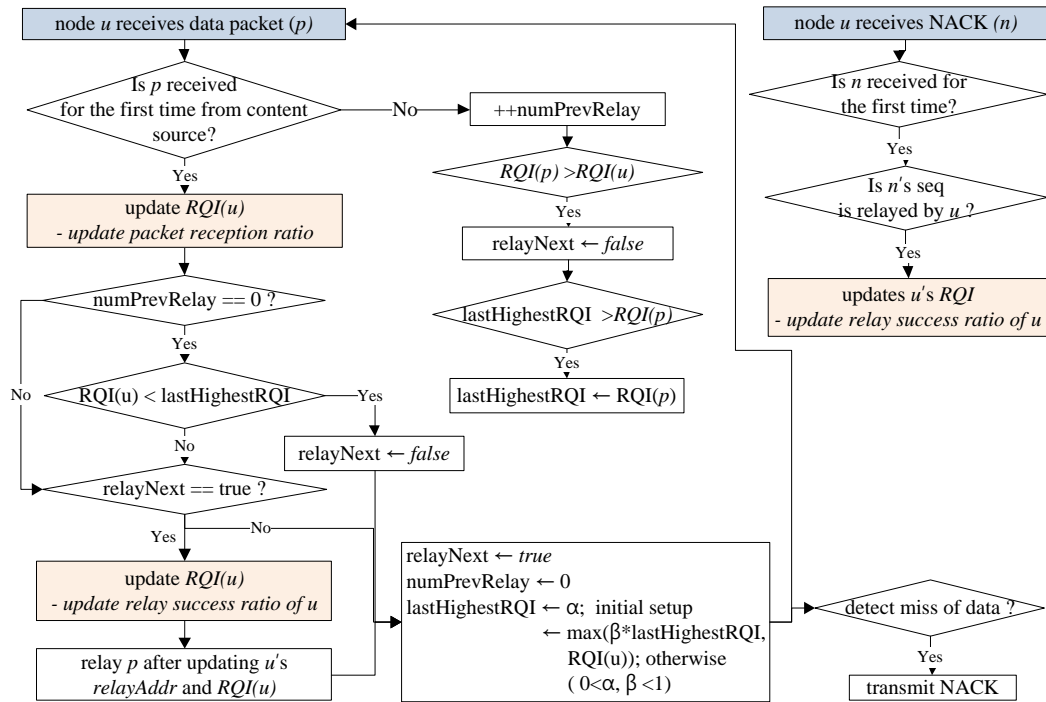 node u receives data packet (p)
Is p received
for the first time from content
source?
No
Yes
++numPrevRelay
RQI(p) >RQI(u)
Yes
relayNext ← false
lastHighestRQI >RQI(p)
Yes
lastHighestRQI ← RQI(p)
update RQI(u)
- update packet reception ratio
numPrevRelay == 0 ?
Yes
No
RQI(u) < lastHighestRQI
Yes
No
relayNext ← false
relayNext == true ?
No
Yes
update RQI(u)
- update relay success ratio of u
relay p after updating u's
relayAddr and RQI(u)
relayNext ← true
numPrevRelay ← 0
lastHighestRQI ← α; initial setup
← max(β*lastHighestRQI,
RQI(u)); otherwise
( 0<α, β <1)
detect miss of data ?
Yes
transmit NACK
node u receives NACK (n)
Is n received for
the first time?
Yes
Is n's seq
is relayed by u ?
Yes
updates u's RQI
- update relay success ratio of u